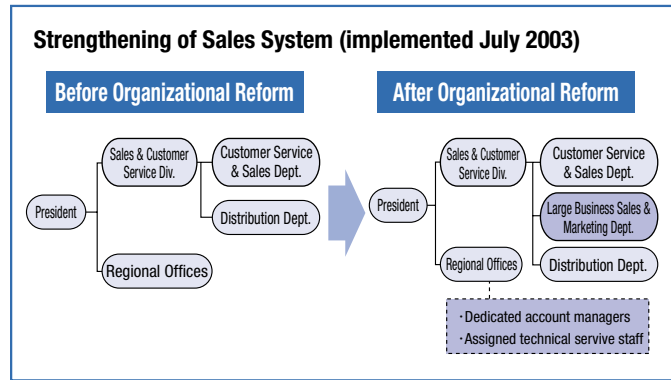 Strengthening of Sales System (implemented July 2003)
Before Organizational Reform
President
Sales & Customer
Service Div.
Customer Service
& Sales Dept.
Distribution Dept.
Regional Offices
After Organizational Reform
President
Sales & Customer
Service Div.
Customer Service
& Sales Dept.
Large Business Sales &
Marketing Dept.
Distribution Dept.
Regional Offices
·Dedicated account managers
·Assigned technical servive staff